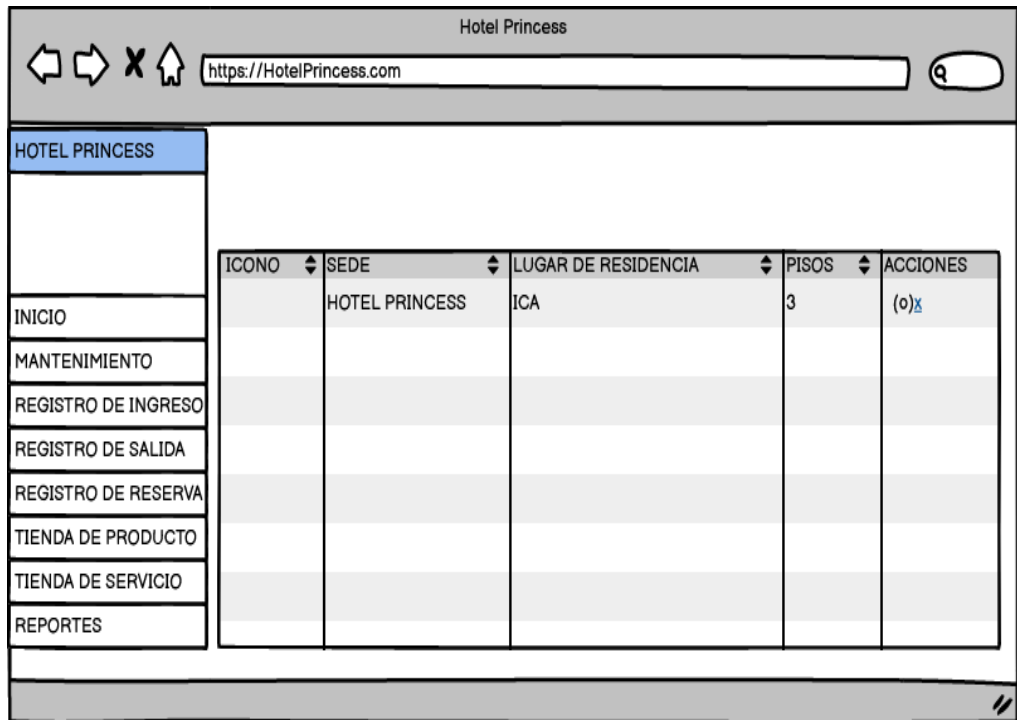 Hotel Princess
https://HotelPrincess.com
HOTEL PRINCESS
INICIO
MANTENIMIENTO
REGISTRO DE INGRESO
REGISTRO DE SALIDA
REGISTRO DE RESERVA
TIENDA DE PRODUCTO
TIENDA DE SERVICIO
REPORTES
ICONO SEDE LUGAR DE RESIDENCIA PISOS ACCIONES
HOTEL PRINCESS ICA 3 (o)x